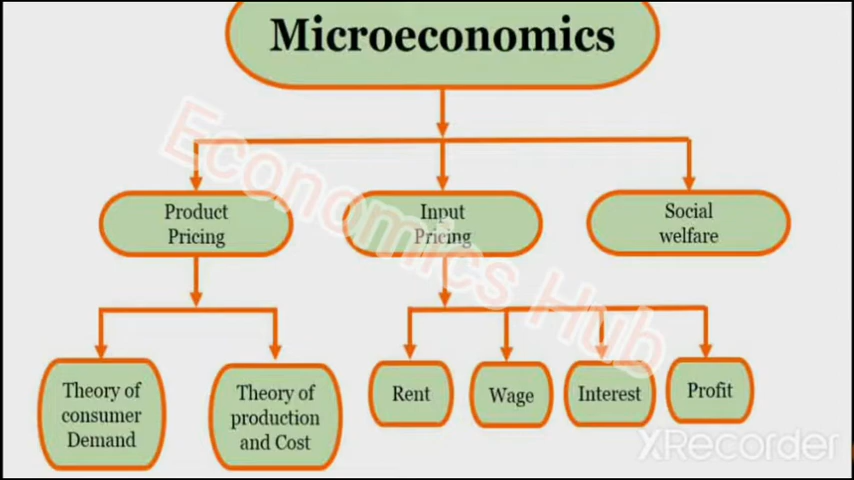 Microeconomics
Product
Pricing
Input
Pricing
Social
welfare
Theory of
consumer
Demand
Theory of
production
and Cost
Rent
Wage
Interest
Profit
Economics Hub
XRecorder